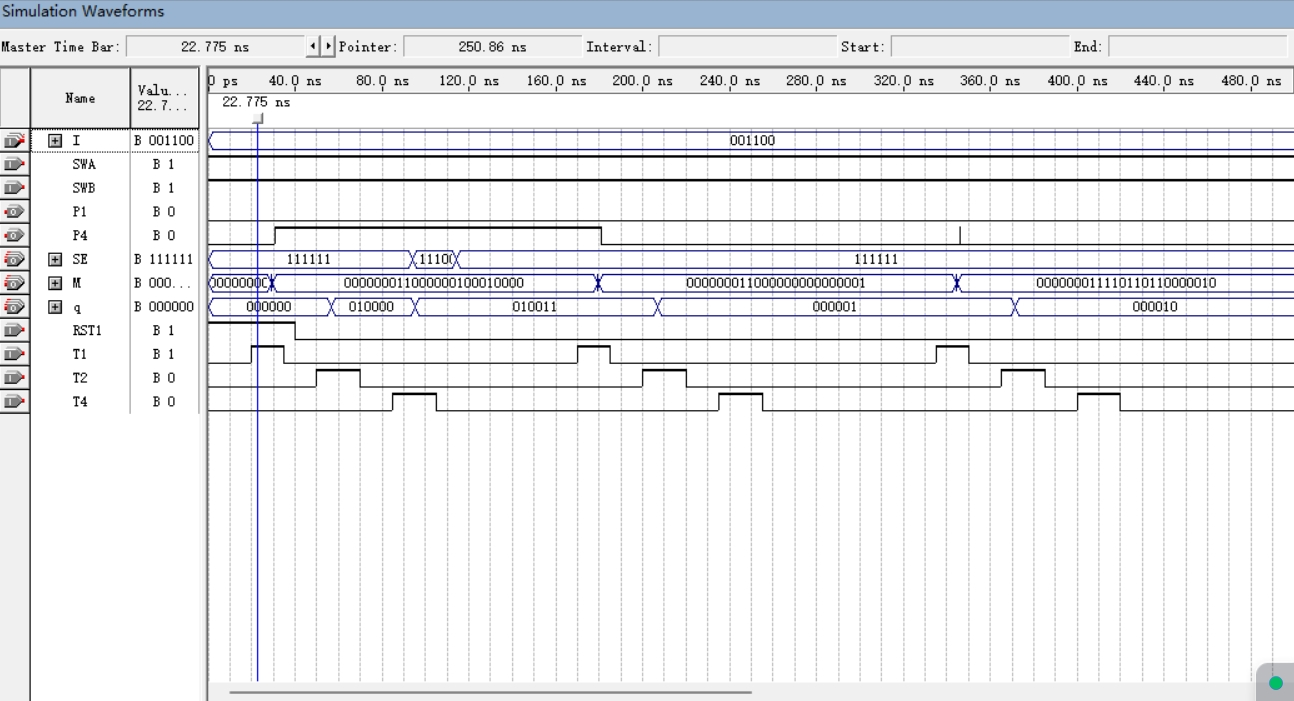 Simulation Waveforms
Master Time Bar: 22.775 ns Pointer: 250.86 ns Interval: Start: End:
Name Valu... 22.7... 0 ps 40.0 ns 80.0 ns 120.0 ns 160.0 ns 200.0 ns 240.0 ns 280.0 ns 320.0 ns 360.0 ns 400.0 ns 440.0 ns 480.0 ns
22.775 ns
I B 001100 001100
SWA B 1
SWB B 1
P1 B 0
P4 B 0
SE B 111111 111111 1110 111111
M B 000... 00000000 000000011000000100010000 000000011000000000000001 000000011110110110000010
q B 000000 000000 010000 010011 000001 000010
RST1 B 1
T1 B 1
T2 B 0
T4 B 0